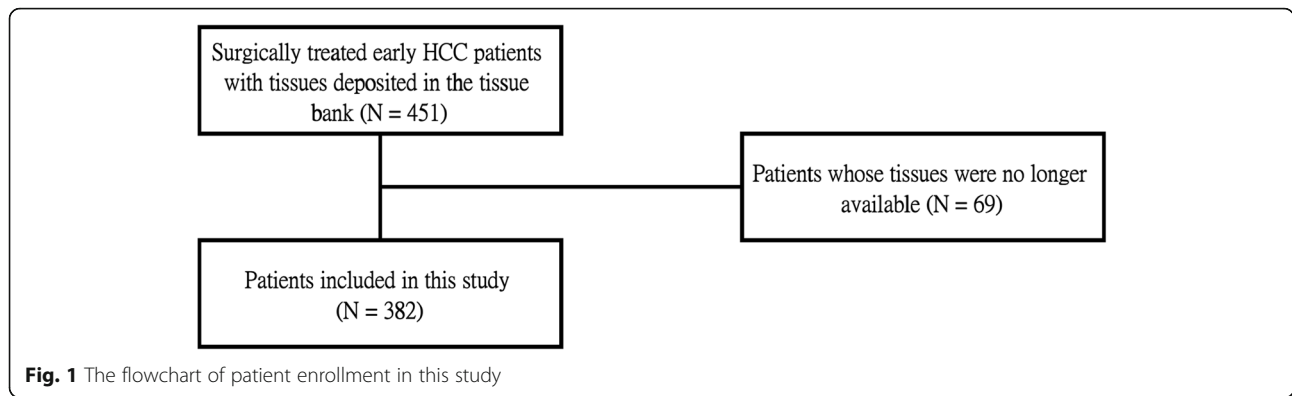 Surgically treated early HCC patients
with tissues deposited in the tissue
bank (N = 451)
Patients whose tissues were no longer
available (N = 69)
Patients included in this study
(N = 382)
Fig. 1 The flowchart of patient enrollment in this study